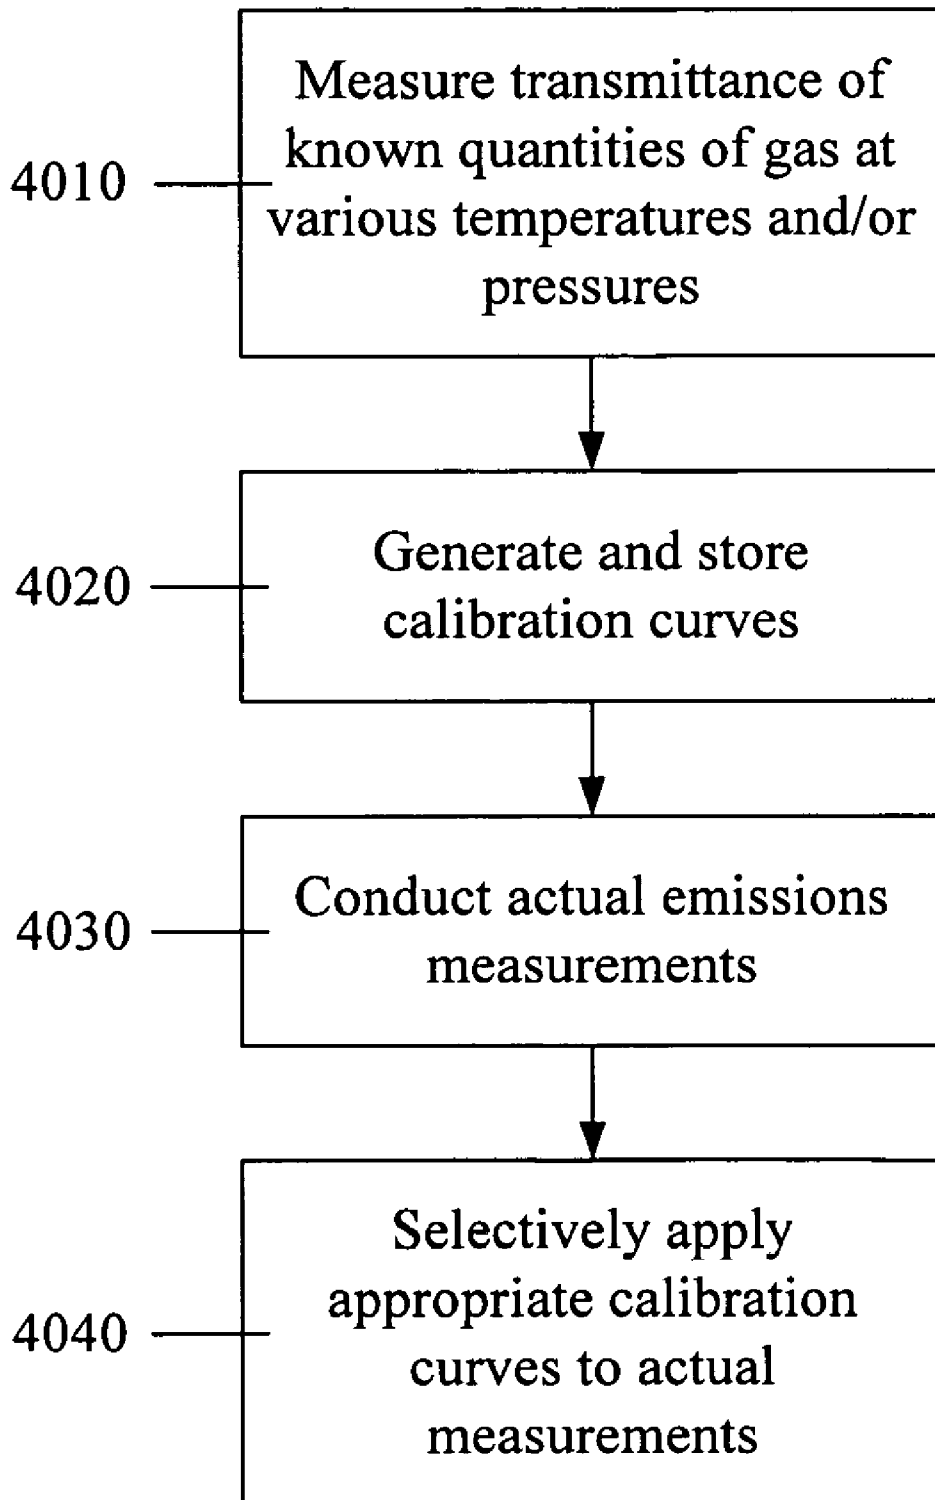 Measure transmittance of
known quantities of gas at
4010
various temperatures and/or
pressures
Generate and store
4020
calibration curves
Conduct actual emissions
4030
measurements
Selectively apply
appropriate calibration
4040
curves to actual
measurements